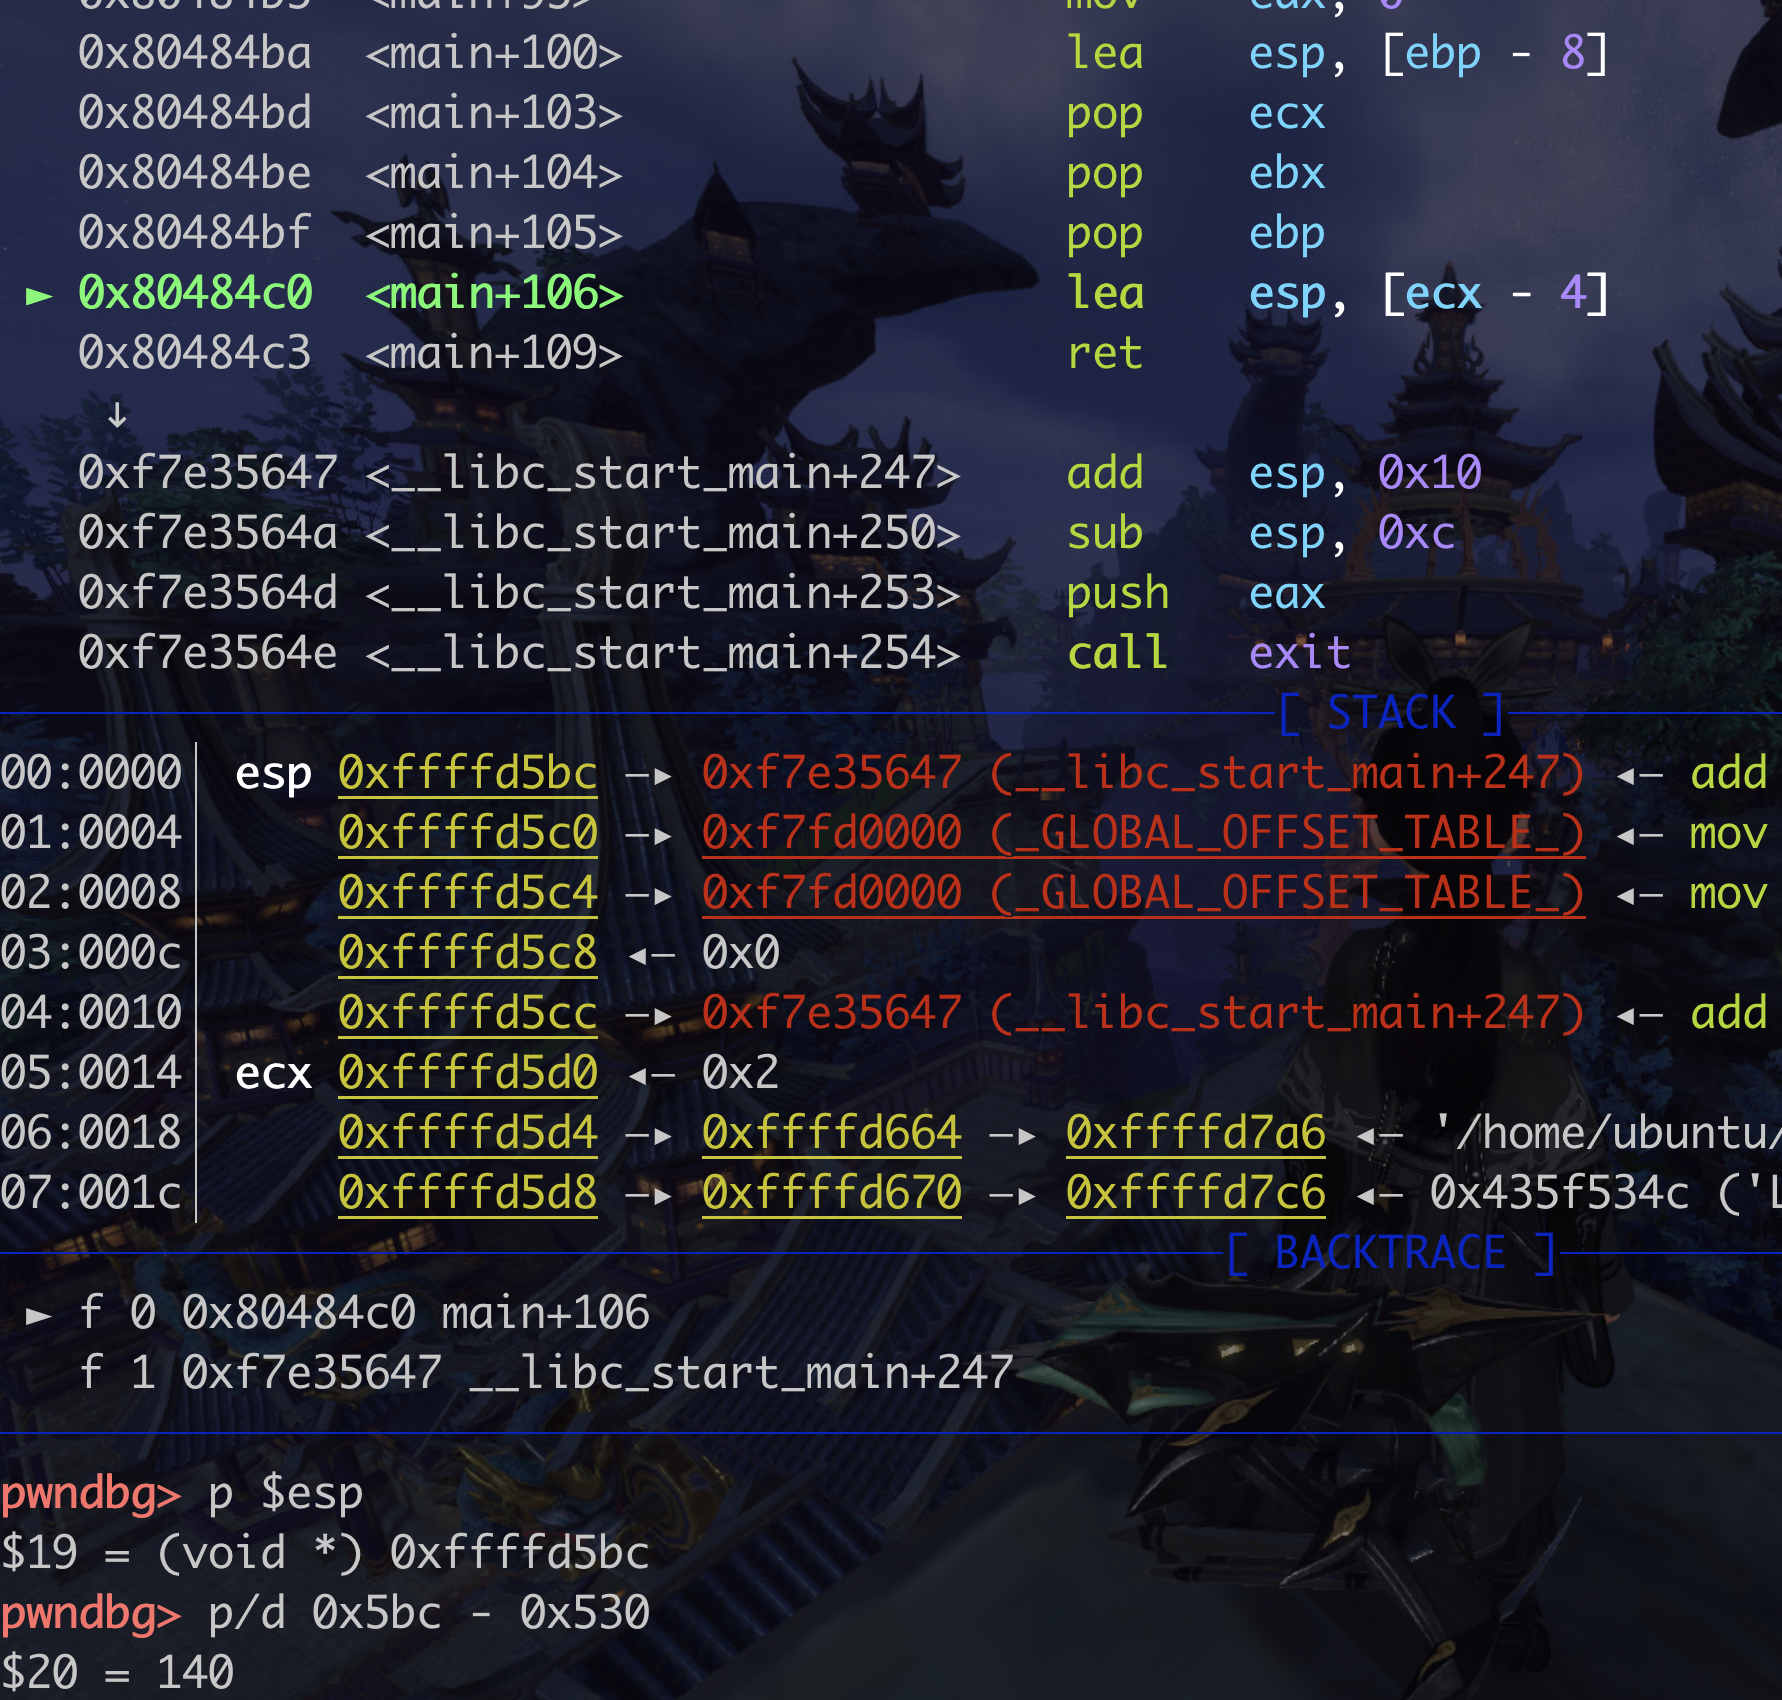 0x80484b5 <main+95> mov eax, 0
0x80484ba <main+100> lea esp, [ebp - 8]
0x80484bd <main+103> pop ecx
0x80484be <main+104> pop ebx
0x80484bf <main+105> pop ebp
► 0x80484c0 <main+106> lea esp, [ecx - 4]
0x80484c3 <main+109> ret
↓
0xf7e35647 <__libc_start_main+247> add esp, 0x10
0xf7e3564a <__libc_start_main+250> sub esp, 0xc
0xf7e3564d <__libc_start_main+253> push eax
0xf7e3564e <__libc_start_main+254> call exit
[ STACK ]
00:0000│ esp 0xffffd5bc —▸ 0xf7e35647 (__libc_start_main+247) ◂— add
01:0004│ 0xffffd5c0 —▸ 0xf7fd0000 (_GLOBAL_OFFSET_TABLE_) ◂— mov
02:0008│ 0xffffd5c4 —▸ 0xf7fd0000 (_GLOBAL_OFFSET_TABLE_) ◂— mov
03:000c│ 0xffffd5c8 ◂— 0x0
04:0010│ 0xffffd5cc —▸ 0xf7e35647 (__libc_start_main+247) ◂— add
05:0014│ ecx 0xffffd5d0 ◂— 0x2
06:0018│ 0xffffd5d4 —▸ 0xffffd664 —▸ 0xffffd7a6 ◂— '/home/ubuntu/
07:001c│ 0xffffd5d8 —▸ 0xffffd670 —▸ 0xffffd7c6 ◂— 0x435f534c ('L
[ BACKTRACE ]
► f 0 0x80484c0 main+106
f 1 0xf7e35647 __libc_start_main+247
pwndbg> p $esp
$19 = (void *) 0xffffd5bc
pwndbg> p/d 0x5bc - 0x530
$20 = 140